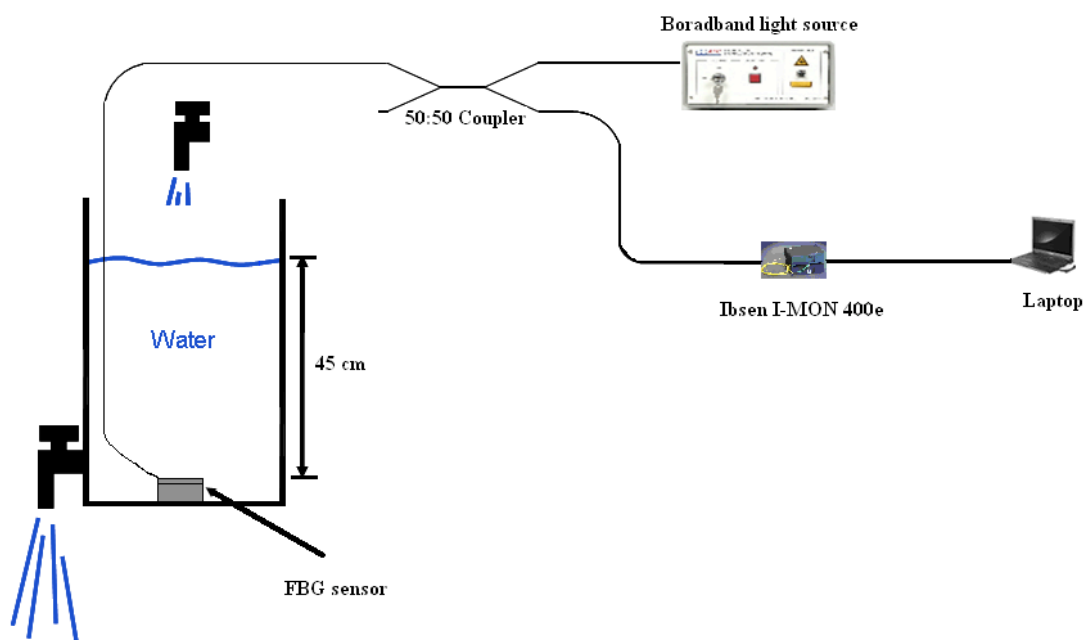 Boradband light source
50:50 Coupler
Water
45 cm
Ibsen I-MON 400e
Laptop
FBG sensor